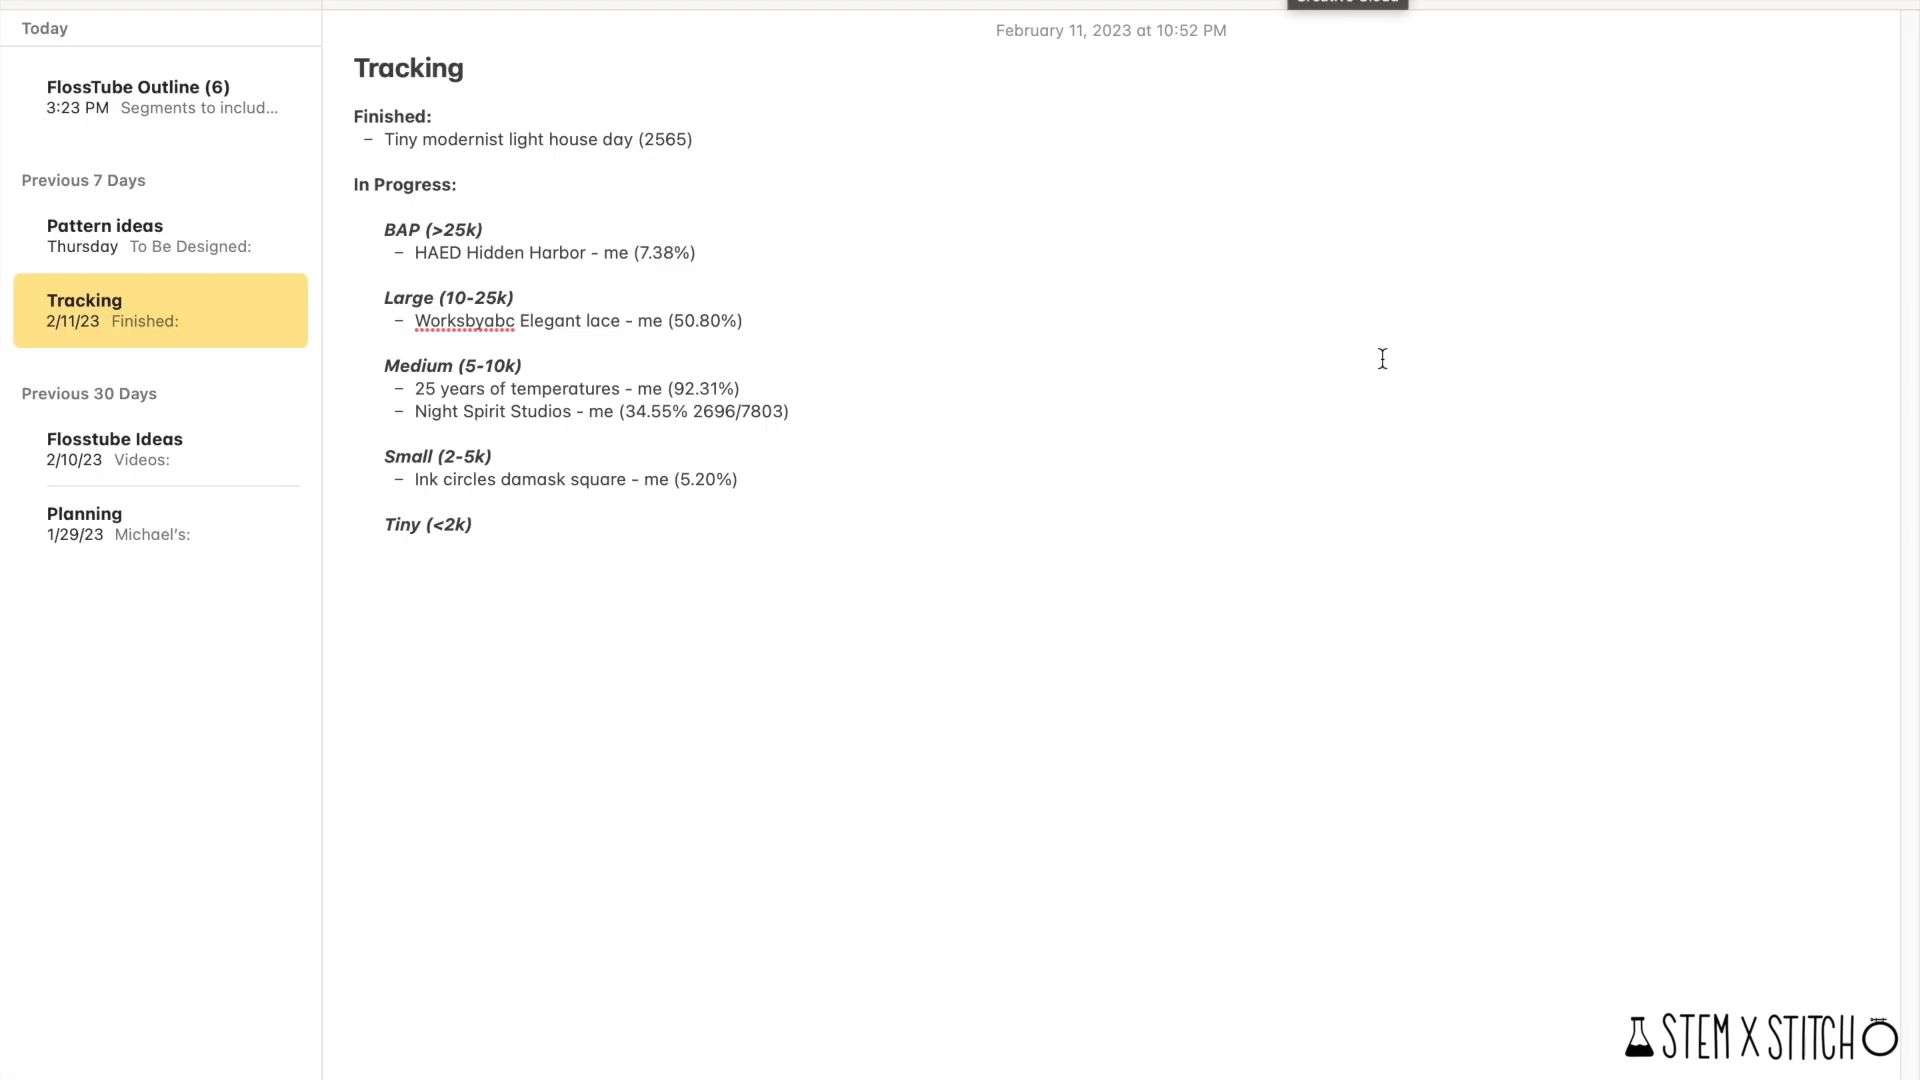 Today
FlossTube Outline (6)
3:23 PM Segments to includ...
Previous 7 Days
Pattern ideas
Thursday To Be Designed:
Tracking
2/11/23 Finished:
Previous 30 Days
Flosstube Ideas
2/10/23 Videos:
Planning
1/29/23 Michael's:
February 11, 2023 at 10:52 PM
Tracking
Finished:
– Tiny modernist light house day (2565)
In Progress:
BAP (>25k)
– HAED Hidden Harbor - me (7.38%)
Large (10-25k)
– Worksbyabc Elegant lace - me (50.80%)
Medium (5-10k)
– 25 years of temperatures - me (92.31%)
– Night Spirit Studios - me (34.55% 2696/7803)
Small (2-5k)
– Ink circles damask square - me (5.20%)
Tiny (<2k)
STEM X STITCH